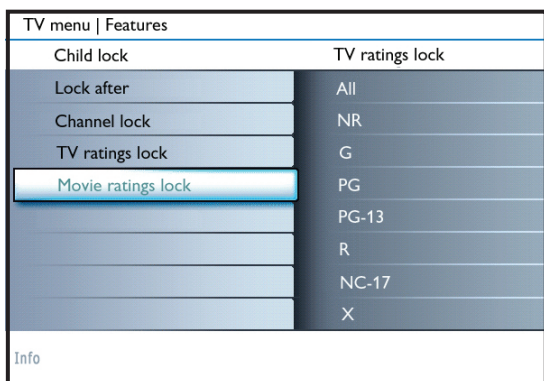 TV menu | Features
Child lock
TV ratings lock
Lock after
All
Channel lock
NR
TV ratings lock
G
Movie ratings lock
PG
PG-13
R
NC-17
X
Info